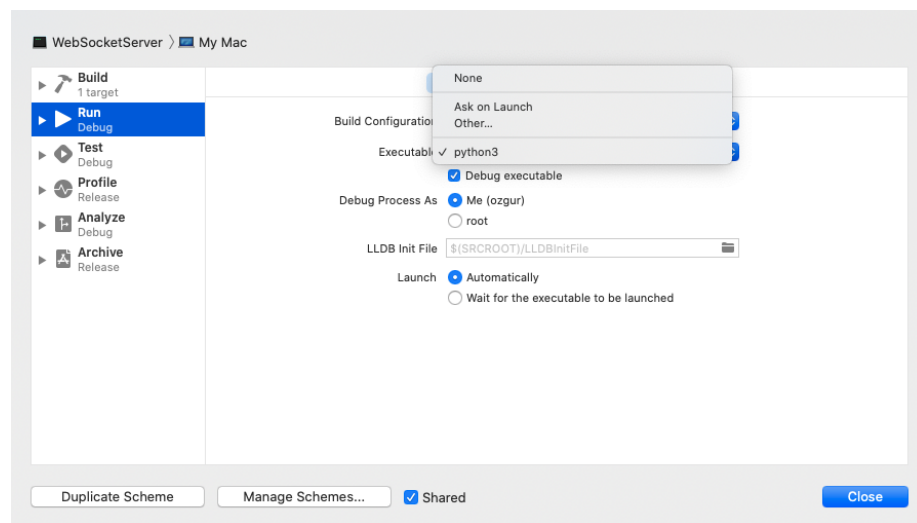 WebSocketServer 〉 My Mac
Build
1 target
Run
Debug
Test
Debug
Profile
Release
Analyze
Debug
Archive
Release
None
Ask on Launch
Other...
✓ python3
Build Configuration
Executable
Debug executable
Debug Process As
Me (ozgur)
root
LLDB Init File
$(SRCROOT)/LLDBInitFile
Launch
Automatically
Wait for the executable to be launched
Duplicate Scheme
Manage Schemes...
Shared
Close